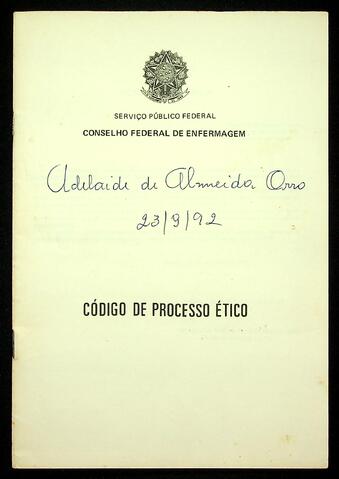 SERVIÇO PÚBLICO FEDERAL
CONSELHO FEDERAL DE ENFERMAGEM
Adelaide de Almeida Orro
23/9/92
CÓDIGO DE PROCESSO ÉTICO